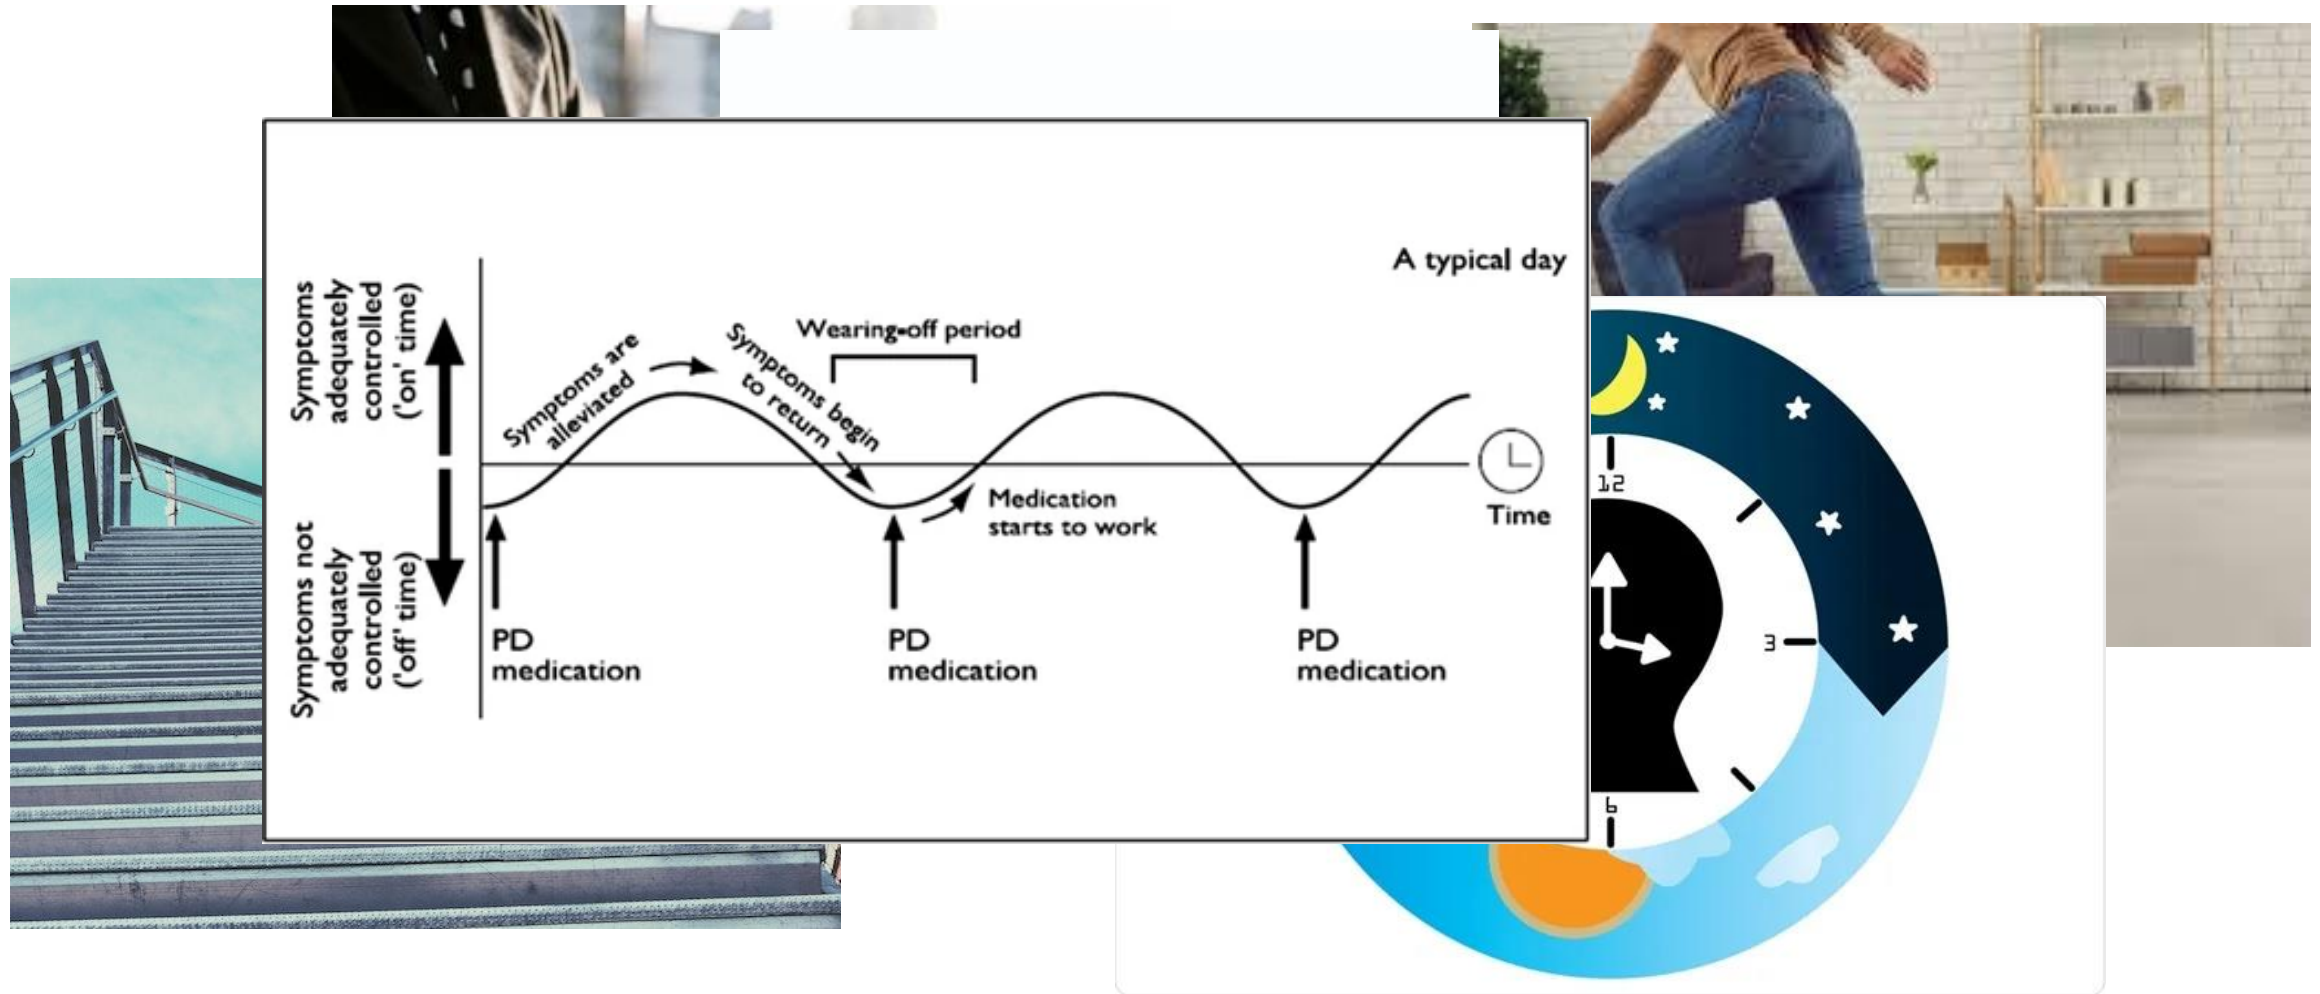 A typical day
Symptoms
adequately
controlled
('on' time)
Symptoms are
alleviated
Symptoms begin
to return
Wearing-off period
Medication
starts to work
Time
Symptoms not
adequately
controlled
('off' time)
PD
medication
PD
medication
PD
medication
12
3
6